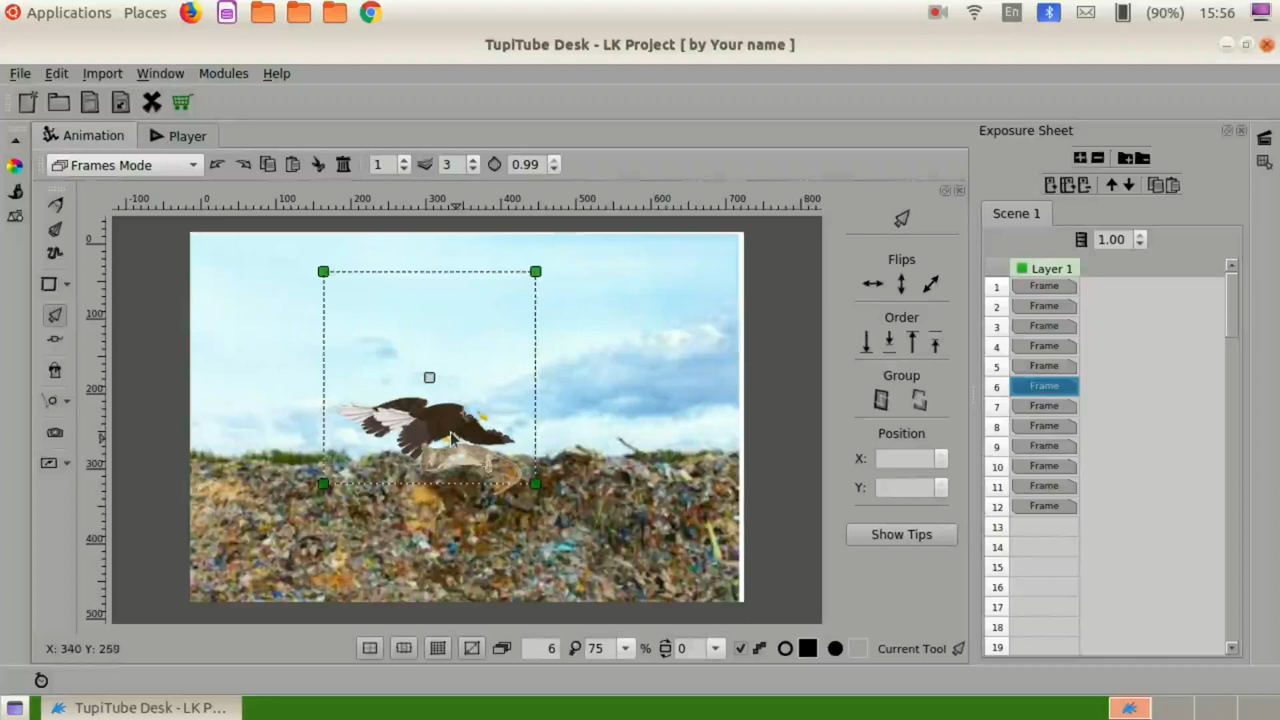 Applications Places En (90%) 15:56
TupiTube Desk - LK Project [ by Your name ]
File Edit Import Window Modules Help
Animation Player
Exposure Sheet
Frames Mode 1 3 0.99
-100 0 100 200 300 400 500 600 700 800
Scene 1
1.00
Flips
Order
Group
Position
X:
Y:
Show Tips
0
100
200
300
400
500
Layer 1
1 Frame
2 Frame
3 Frame
4 Frame
5 Frame
6 Frame
7 Frame
8 Frame
9 Frame
10 Frame
11 Frame
12 Frame
13
14
15
16
17
18
19
X: 340 Y: 268 6 75 % 0 Current Tool
TupiTube Desk - LK P...